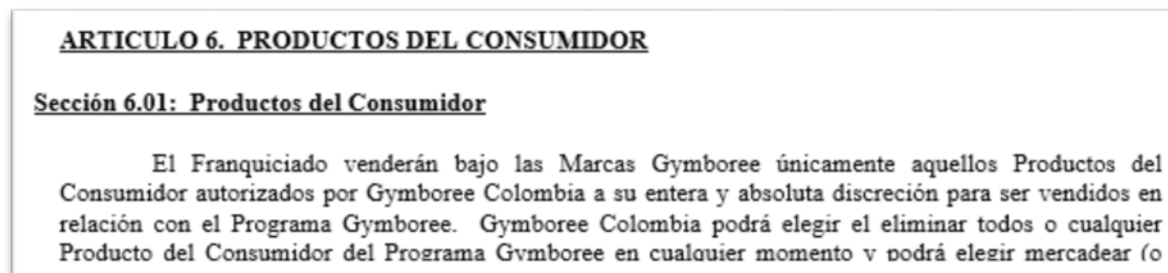 ARTICULO 6. PRODUCTOS DEL CONSUMIDOR
Sección 6.01: Productos del Consumidor
El Franquiciado venderán bajo las Marcas Gymboree únicamente aquellos Productos del
Consumidor autorizados por Gymboree Colombia a su entera y absoluta discreción para ser vendidos en
relación con el Programa Gymboree. Gymboree Colombia podrá elegir el eliminar todos o cualquier
Producto del Consumidor del Programa Gymboree en cualquier momento y podrá elegir mercadear (o